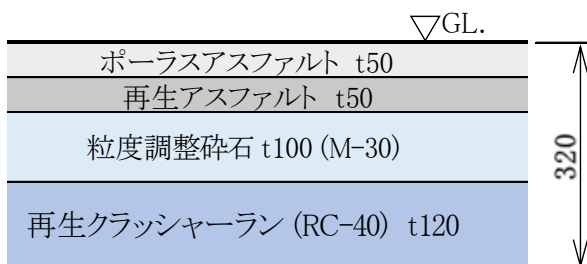 ▽GL.
ポーラスアスファルト t50
再生アスファルト t50
粒度調整砕石 t100 (M-30)
再生クラッシャーラン (RC-40) t120
320